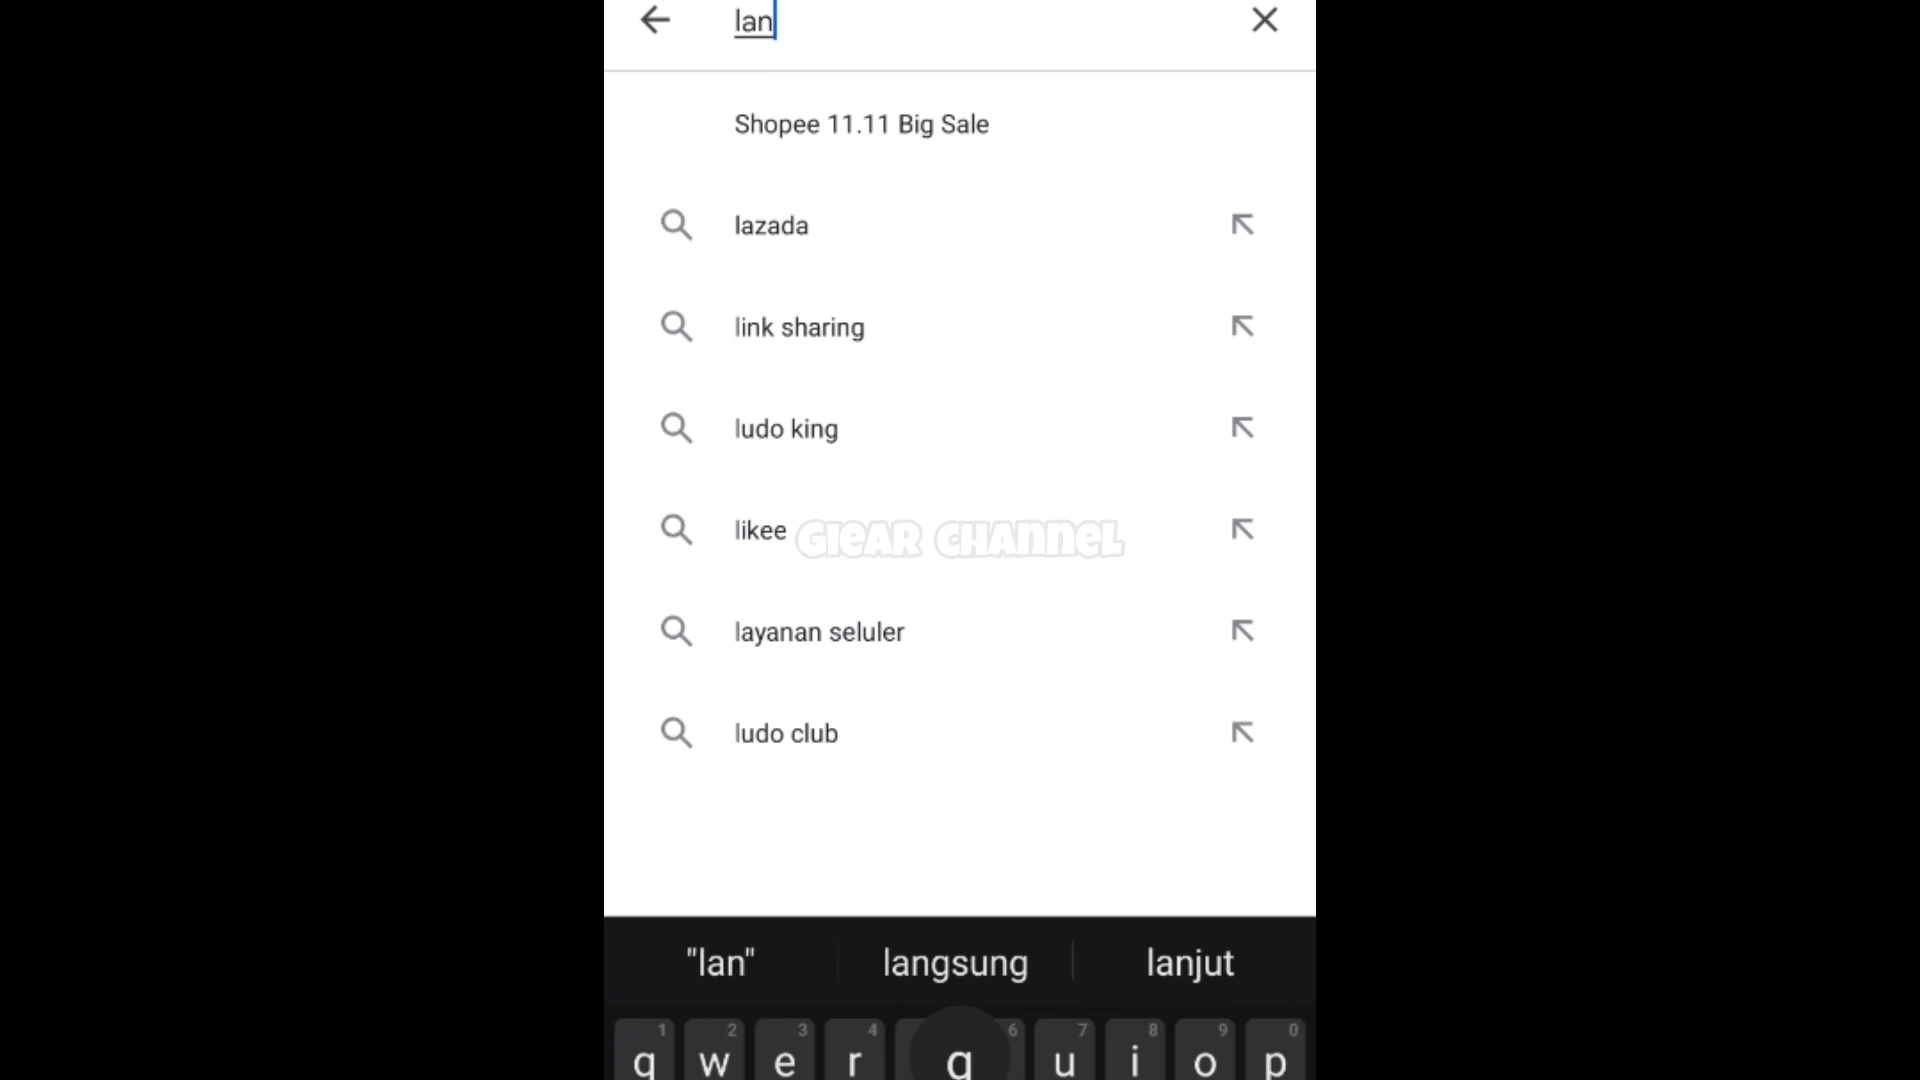 lan
Shopee 11.11 Big Sale
lazada
link sharing
ludo king
likee
GIEAR CHANNEL
layanan seluler
ludo club
"lan" langsung lanjut
1 2 3 4 6 7 8 9 0
q w e r g u i o p